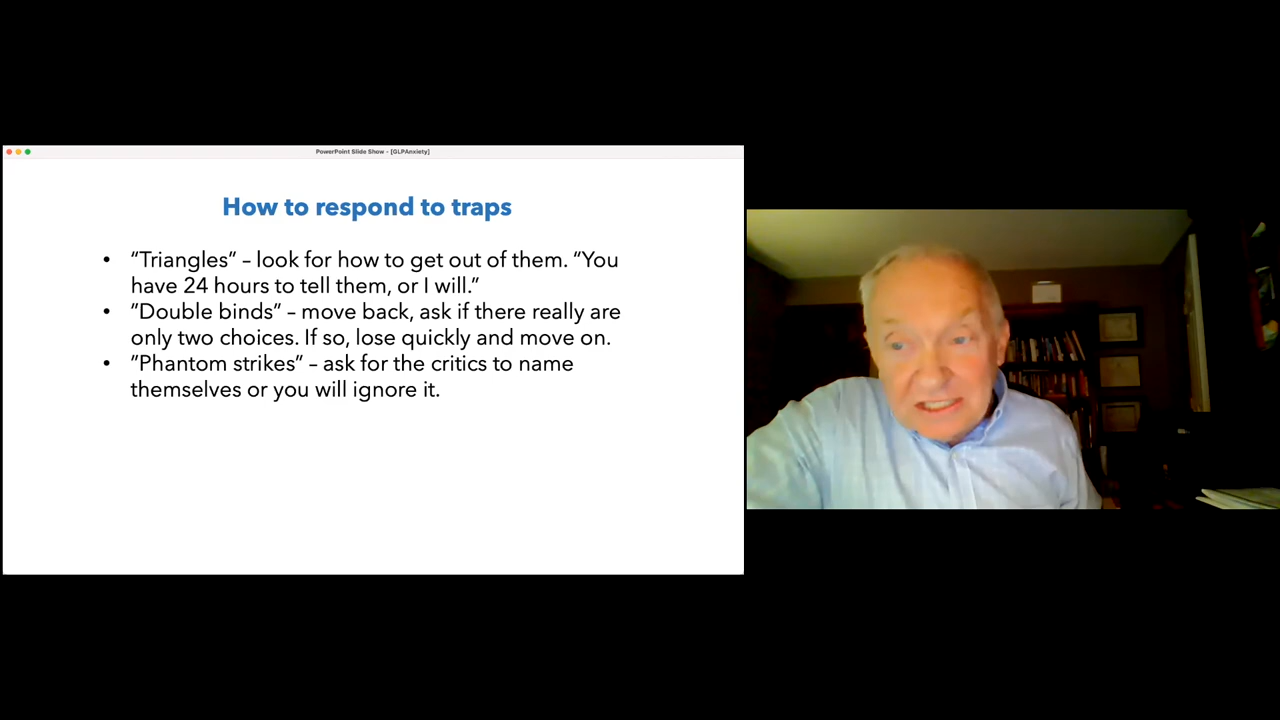 PowerPoint Slide Show – [GLPAnxiety]
How to respond to traps
• “Triangles” – look for how to get out of them. “You
have 24 hours to tell them, or I will.”
• “Double binds” – move back, ask if there really are
only two choices. If so, lose quickly and move on.
• “Phantom strikes” – ask for the critics to name
themselves or you will ignore it.